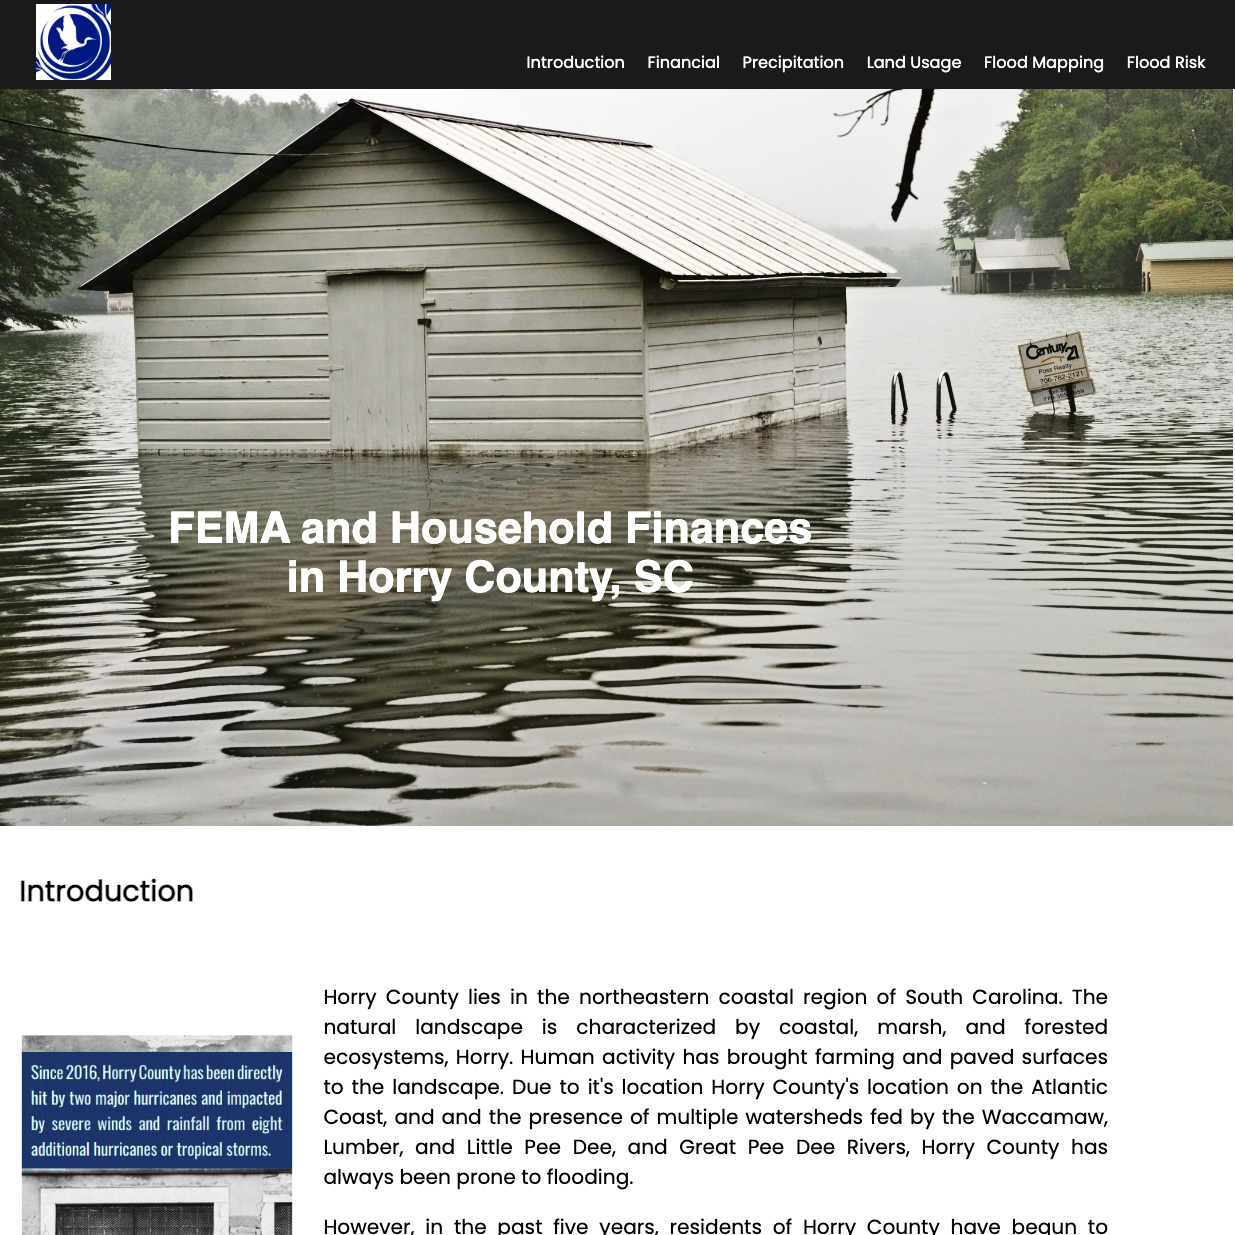 Introduction Financial Precipitation Land Usage Flood Mapping Flood Risk
Century 21
Poss Realty
706-782-2121
FEMA and Household Finances
in Horry County, SC
Introduction
Since 2016, Horry County has been directly
hit by two major hurricanes and impacted
by severe winds and rainfall from eight
additional hurricanes or tropical storms.
Horry County lies in the northeastern coastal region of South Carolina. The
natural landscape is characterized by coastal, marsh, and forested
ecosystems, Horry. Human activity has brought farming and paved surfaces
to the landscape. Due to it's location Horry County's location on the Atlantic
Coast, and and the presence of multiple watersheds fed by the Waccamaw,
Lumber, and Little Pee Dee, and Great Pee Dee Rivers, Horry County has
always been prone to flooding.
However, in the past five years, residents of Horry County have begun to